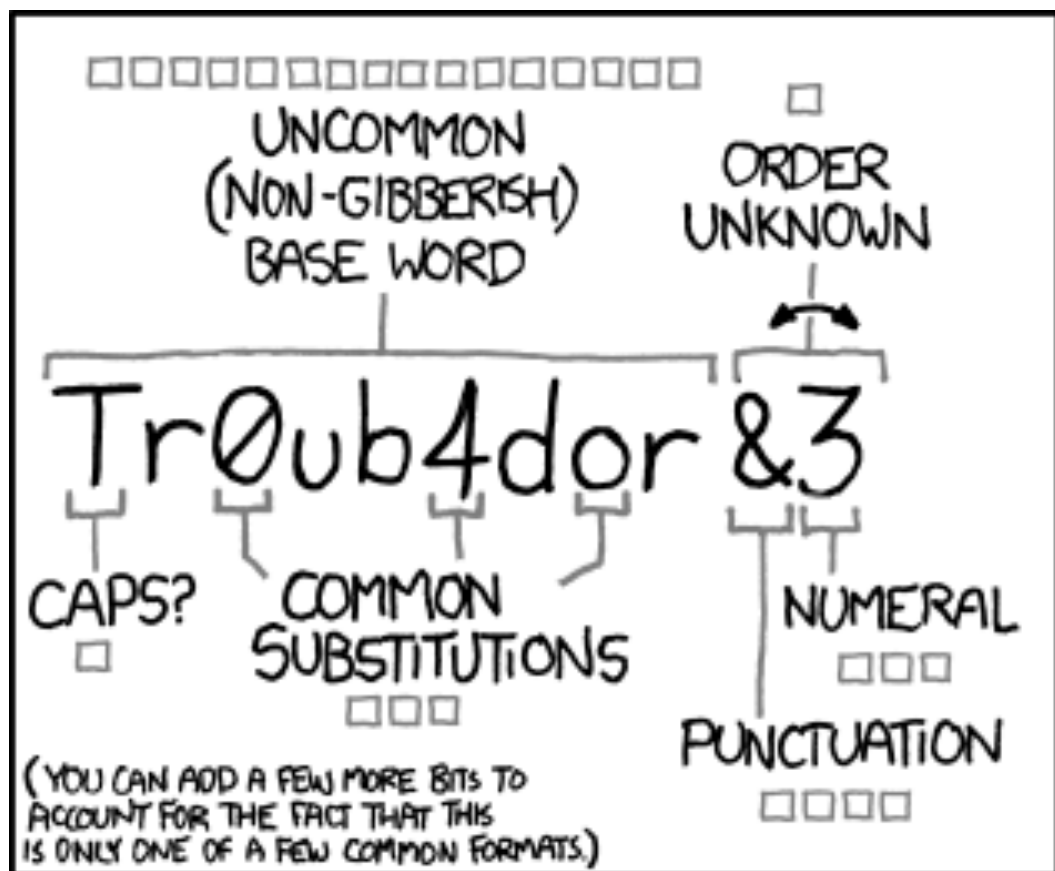 UNCOMMON
(NON-GIBBERISH)
BASE WORD
ORDER
UNKNOWN
Tr0ub4dor &3
CAPS?
COMMON
SUBSTITUTIONS
NUMERAL
PUNCTUATION
(YOU CAN ADD A FEW MORE BITS TO
ACCOUNT FOR THE FACT THAT THIS
IS ONLY ONE OF A FEW COMMON FORMATS.)